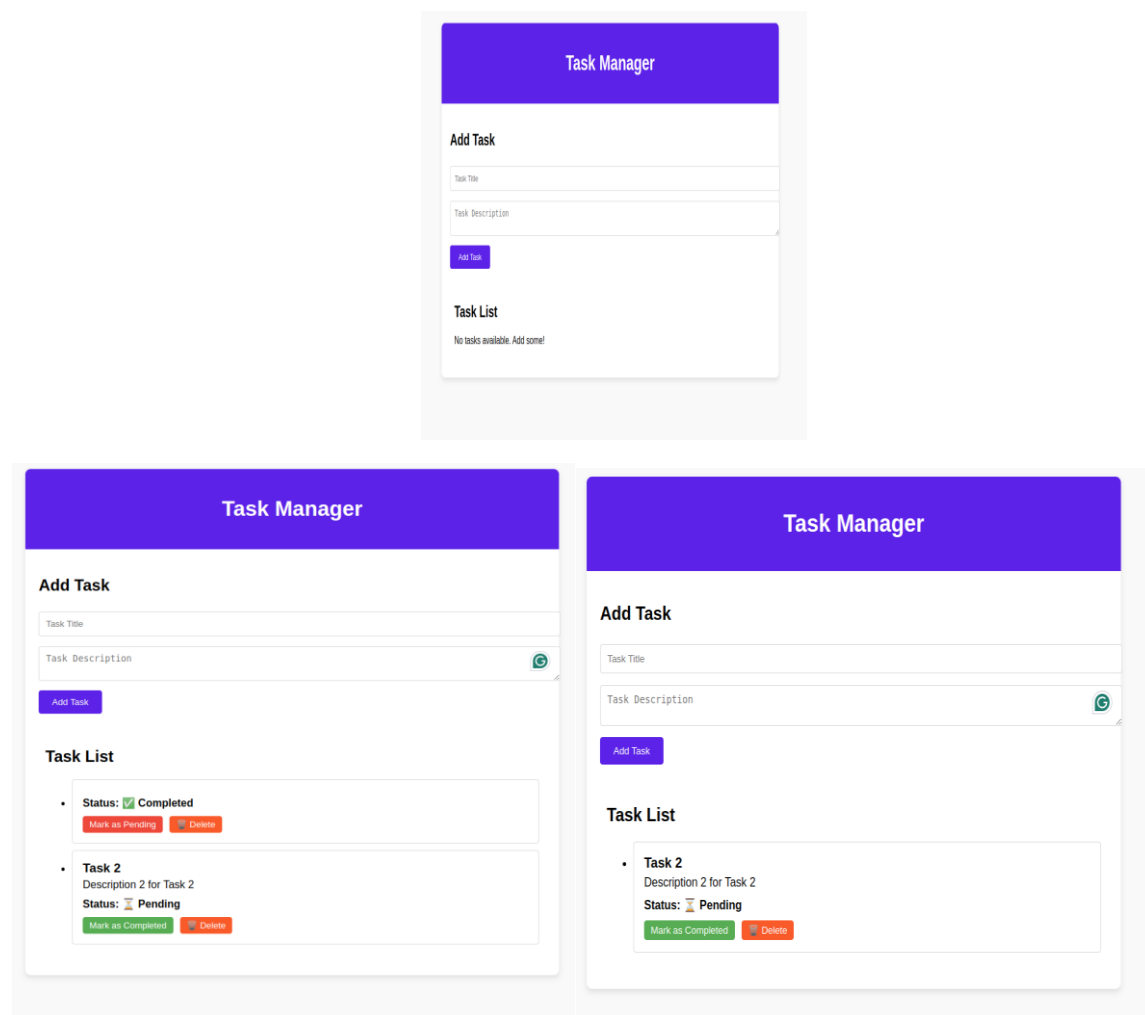 Task Manager
Add Task
Task Title
Task Description
Add Task
Task List
No tasks available. Add some!
Task Manager
Add Task
Task Title
Task Description
Add Task
Task List
Status: ✅ Completed
Mark as Pending 🗑️ Delete
Task 2
Description 2 for Task 2
Status: ⏳ Pending
Mark as Completed 🗑️ Delete
Task Manager
Add Task
Task Title
Task Description
Add Task
Task List
Task 2
Description 2 for Task 2
Status: ⏳ Pending
Mark as Completed 🗑️ Delete